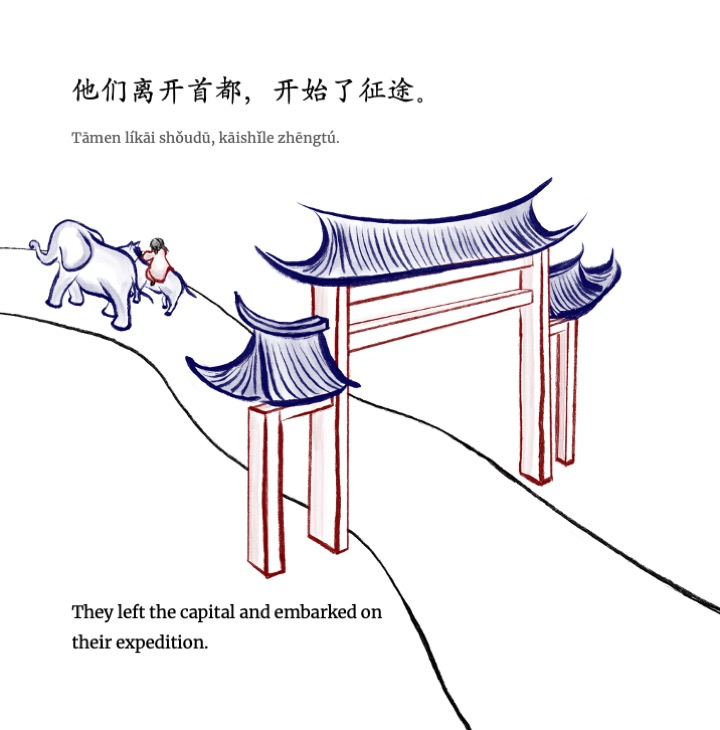 他们离开首都，开始了征途。
Tāmen líkāi shǒudū, kāishǐle zhēngtú.
They left the capital and embarked on
their expedition.